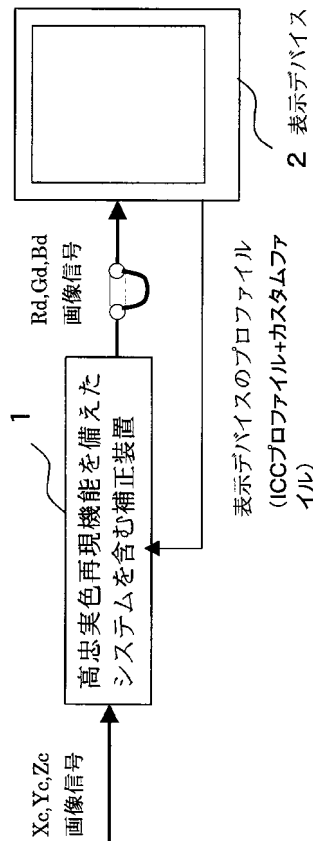 Xc,Yc,Zc
画像信号
1
高忠実色再現機能を備えた
システムを含む補正装置
Rd,Gd,Bd
画像信号
表示デバイスのプロファイル
(ICCプロファイル+カスタムファ
イル)
2 表示デバイス